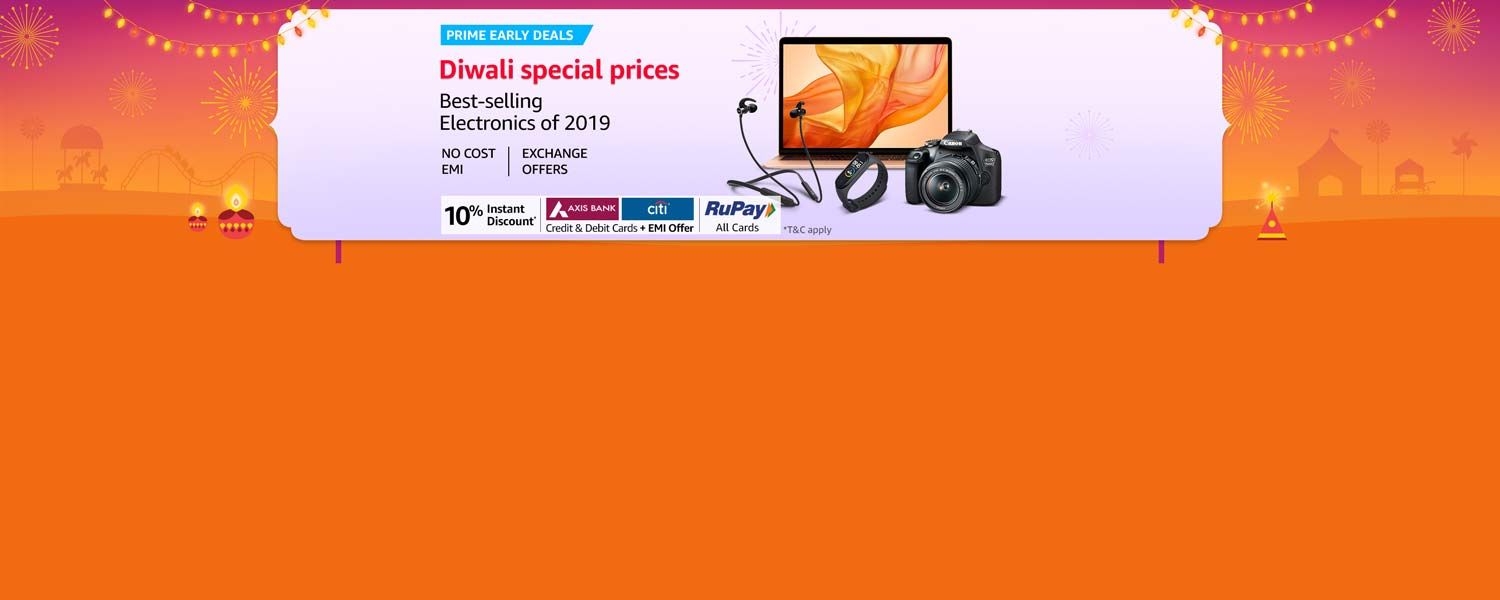 PRIME EARLY DEALS
Diwali special prices
Best-selling
Electronics of 2019
NO COST
EMI
EXCHANGE
OFFERS
10% Instant
Discount*
AXIS BANK
citi
Credit & Debit Cards + EMI Offer
RuPay
All Cards
*T&C apply
Canon